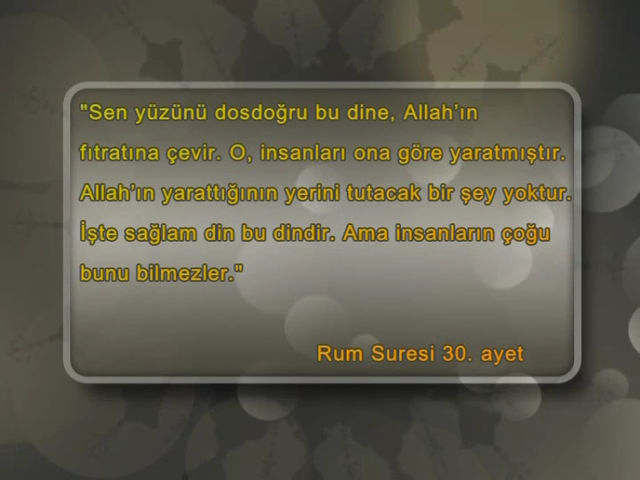 "Sen yüzünü dosdoğru bu dine, Allah'ın
fıtratına çevir. O, insanları ona göre yaratmıştır.
Allah'ın yarattığının yerini tutacak bir şey yoktur.
İşte sağlam din bu dindir. Ama insanların çoğu
bunu bilmezler."
Rum Suresi 30. ayet